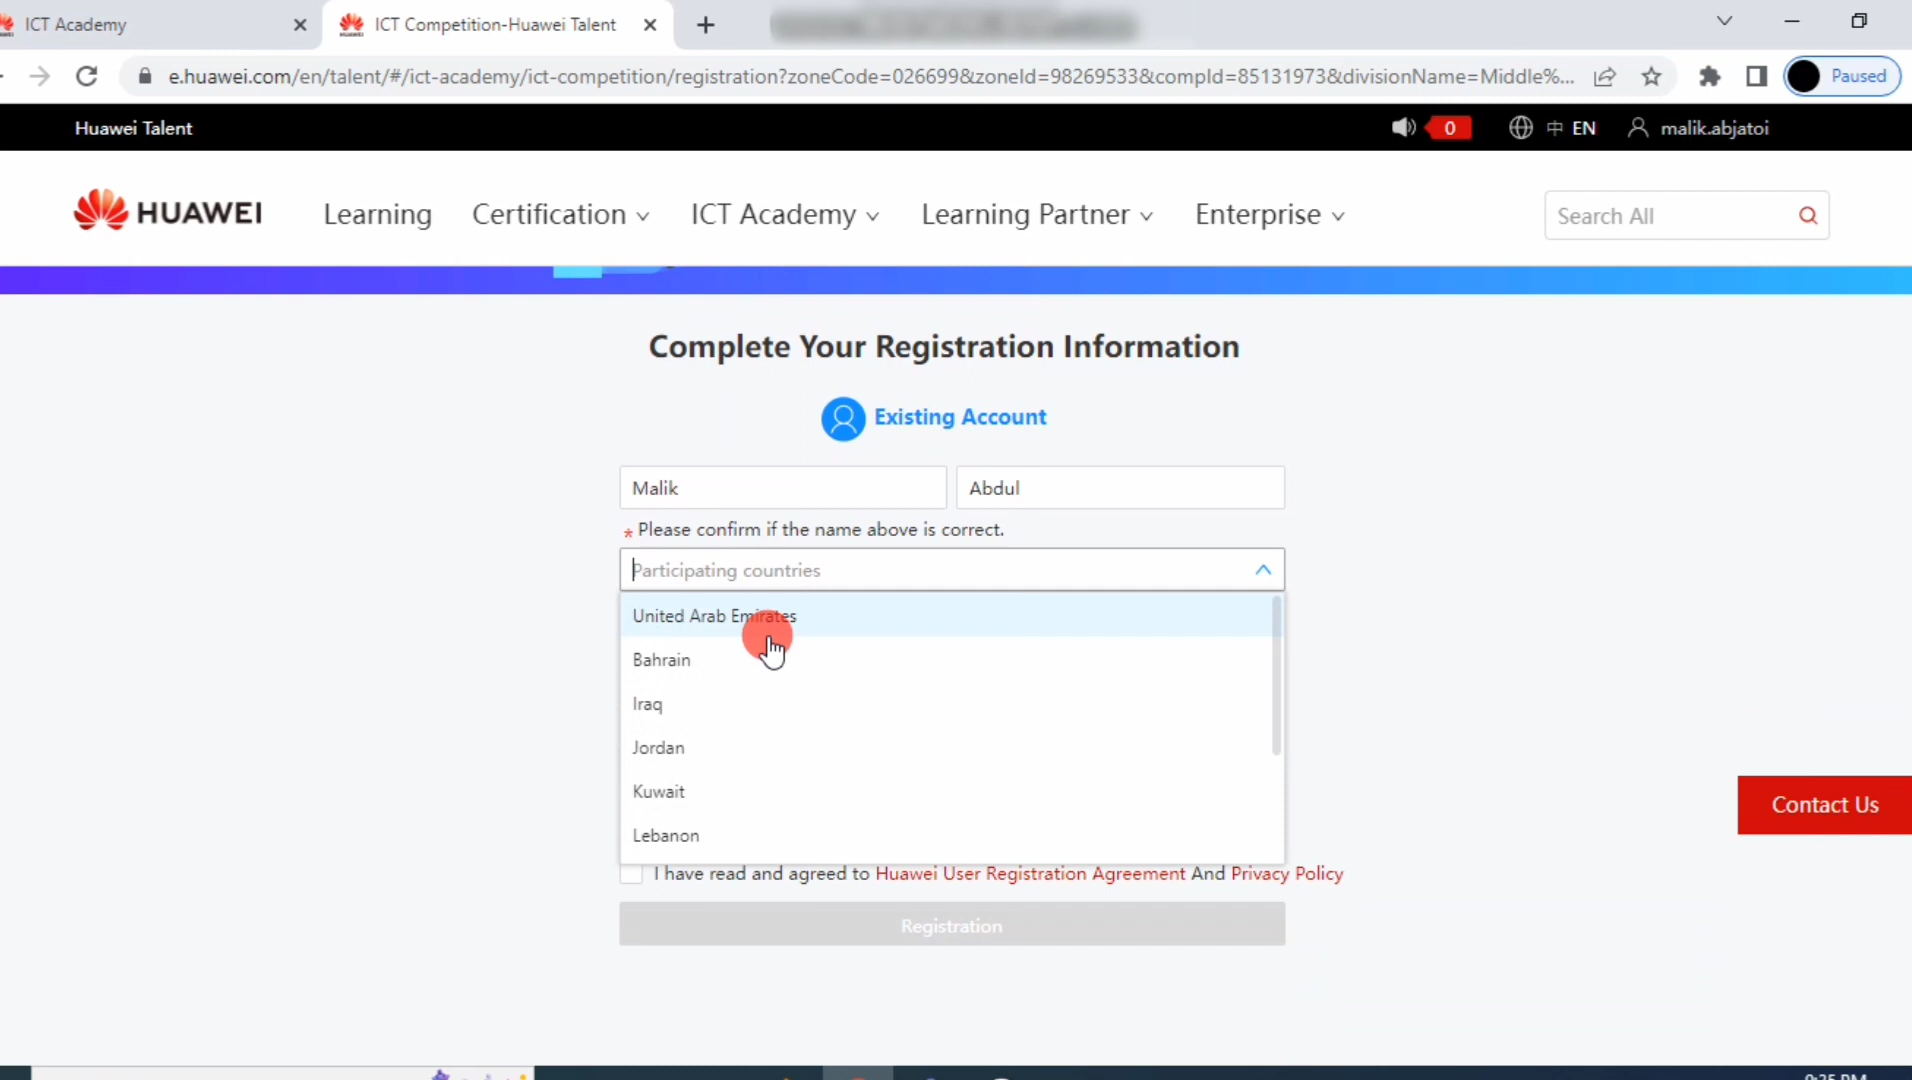 ICT Academy
ICT Competition-Huawei Talent
e.huawei.com/en/talent/#/ict-academy/ict-competition/registration?zoneCode=026699&zoneId=98269533&compId=85131973&divisionName=Middle%...
Paused
Huawei Talent
0
中 EN
malik.abjatoi
HUAWEI
Learning
Certification
ICT Academy
Learning Partner
Enterprise
Search All
Complete Your Registration Information
Existing Account
Malik
Abdul
* Please confirm if the name above is correct.
Participating countries
United Arab Emirates
Bahrain
Iraq
Jordan
Kuwait
Lebanon
Contact Us
I have read and agreed to Huawei User Registration Agreement And Privacy Policy
Registration